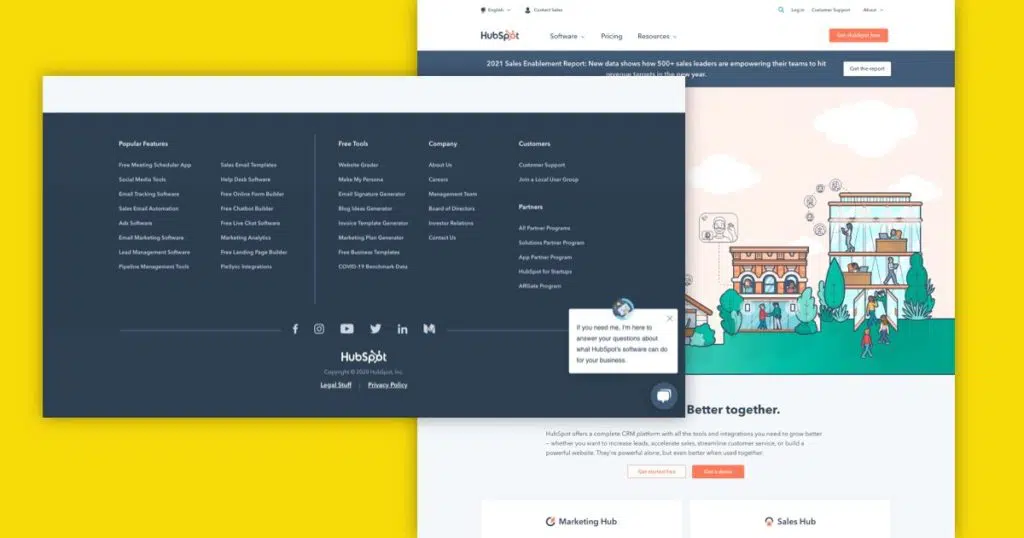 English
Contact Sales
Log in
Customer Support
About
HubSpot
Software
Pricing
Resources
Get HubSpot free
2021 Sales Enablement Report: New data shows how 500+ sales leaders are empowering their teams to hit
revenue targets in the new year.
Get the report
Popular Features
Free Meeting Scheduler App
Social Media Tools
Email Tracking Software
Sales Email Automation
Ads Software
Email Marketing Software
Lead Management Software
Pipeline Management Tools
Sales Email Templates
Help Desk Software
Free Online Form Builder
Free Chatbot Builder
Free Live Chat Software
Marketing Analytics
Free Landing Page Builder
PieSync Integrations
Free Tools
Website Grader
Make My Persona
Email Signature Generator
Blog Ideas Generator
Invoice Template Generator
Marketing Plan Generator
Free Business Templates
COVID-19 Benchmark Data
Company
About Us
Careers
Management Team
Board of Directors
Investor Relations
Contact Us
Customers
Customer Support
Join a Local User Group
Partners
All Partner Programs
Solutions Partner Program
App Partner Program
HubSpot for Startups
Affiliate Program
If you need me, I'm here to
answer your questions about
what HubSpot's software can do
for your business.
HubSpot
Copyright © 2020 HubSpot, Inc.
Legal Stuff
Privacy Policy
Better together.
HubSpot offers a complete CRM platform with all the tools and integrations you need to grow better
– whether you want to increase leads, accelerate sales, streamline customer service, or build a
powerful website. They're powerful alone, but even better when used together.
Get started free
Get a demo
Marketing Hub
Sales Hub